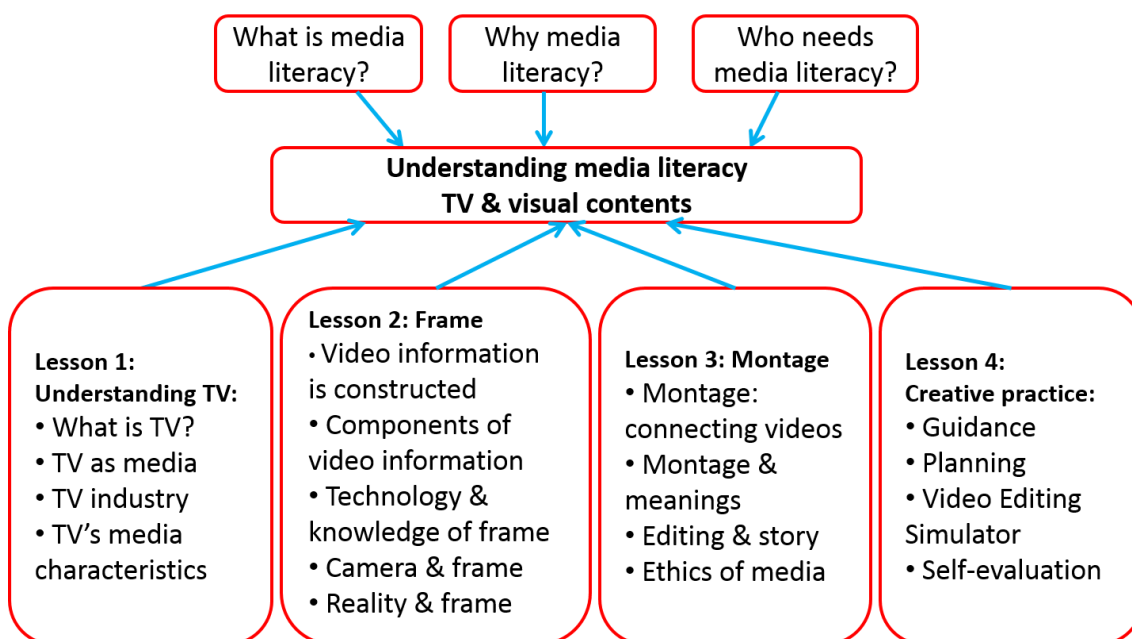 What is media
literacy?
Why media
literacy?
Who needs
media literacy?
Understanding media literacy
TV & visual contents
Lesson 1:
Understanding TV:
• What is TV?
• TV as media
• TV industry
• TV’s media
characteristics
Lesson 2: Frame
• Video information
is constructed
• Components of
video information
• Technology &
knowledge of frame
• Camera & frame
• Reality & frame
Lesson 3: Montage
• Montage:
connecting videos
• Montage &
meanings
• Editing & story
• Ethics of media
Lesson 4:
Creative practice:
• Guidance
• Planning
• Video Editing
Simulator
• Self-evaluation